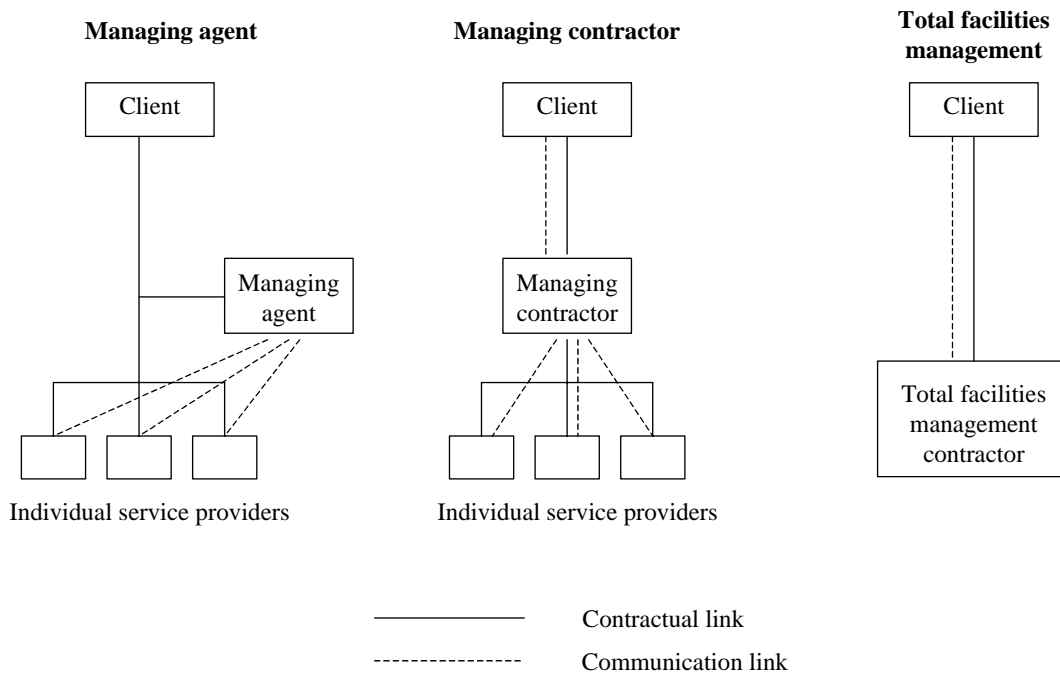 Managing agent
Client
Managing
agent
Individual service providers
Managing contractor
Client
Managing
contractor
Individual service providers
Total facilities
management
Client
Total facilities
management
contractor
Contractual link
Communication link